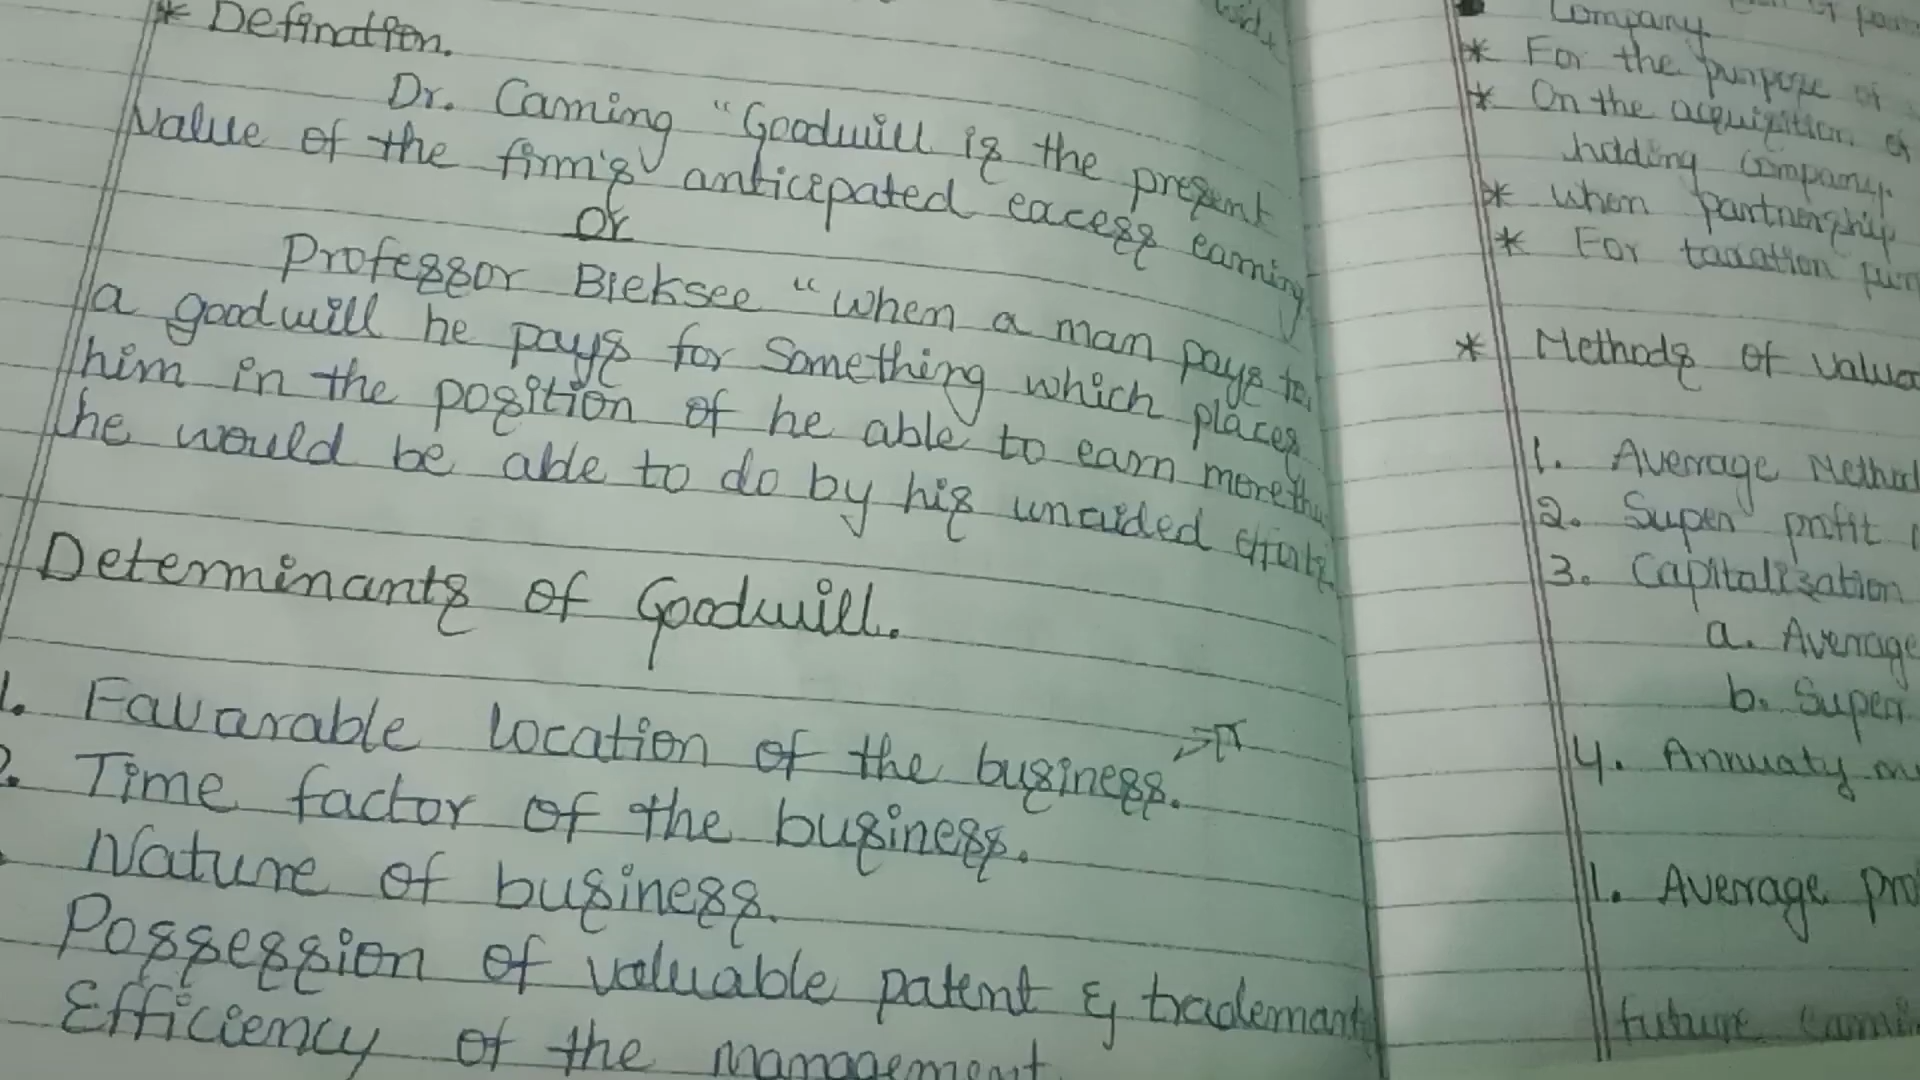 * Defination.
Dr. Caming "Goodwill is the present
value of the firm's anticipated excess earning.
Or
Professor Bieksee "when a man pays to
a goodwill he pays for Something which places
him in the position of he able to earn more than
he would be able to do by his unaided efforts.
Determinants of Goodwill.
1. Favarable location of the business.
2. Time factor of the business.
Nature of business.
Possession of valuable patent & trademark
Efficiency of the management
Company.
* For the purpose of
* On the acquisition of
holding Company.
* when partnership
* For taxation
* Methods of
1. Average Method
2. Super profit
3. Capitalization
a. Average
b. Super
4. Annuaty
1. Average
future